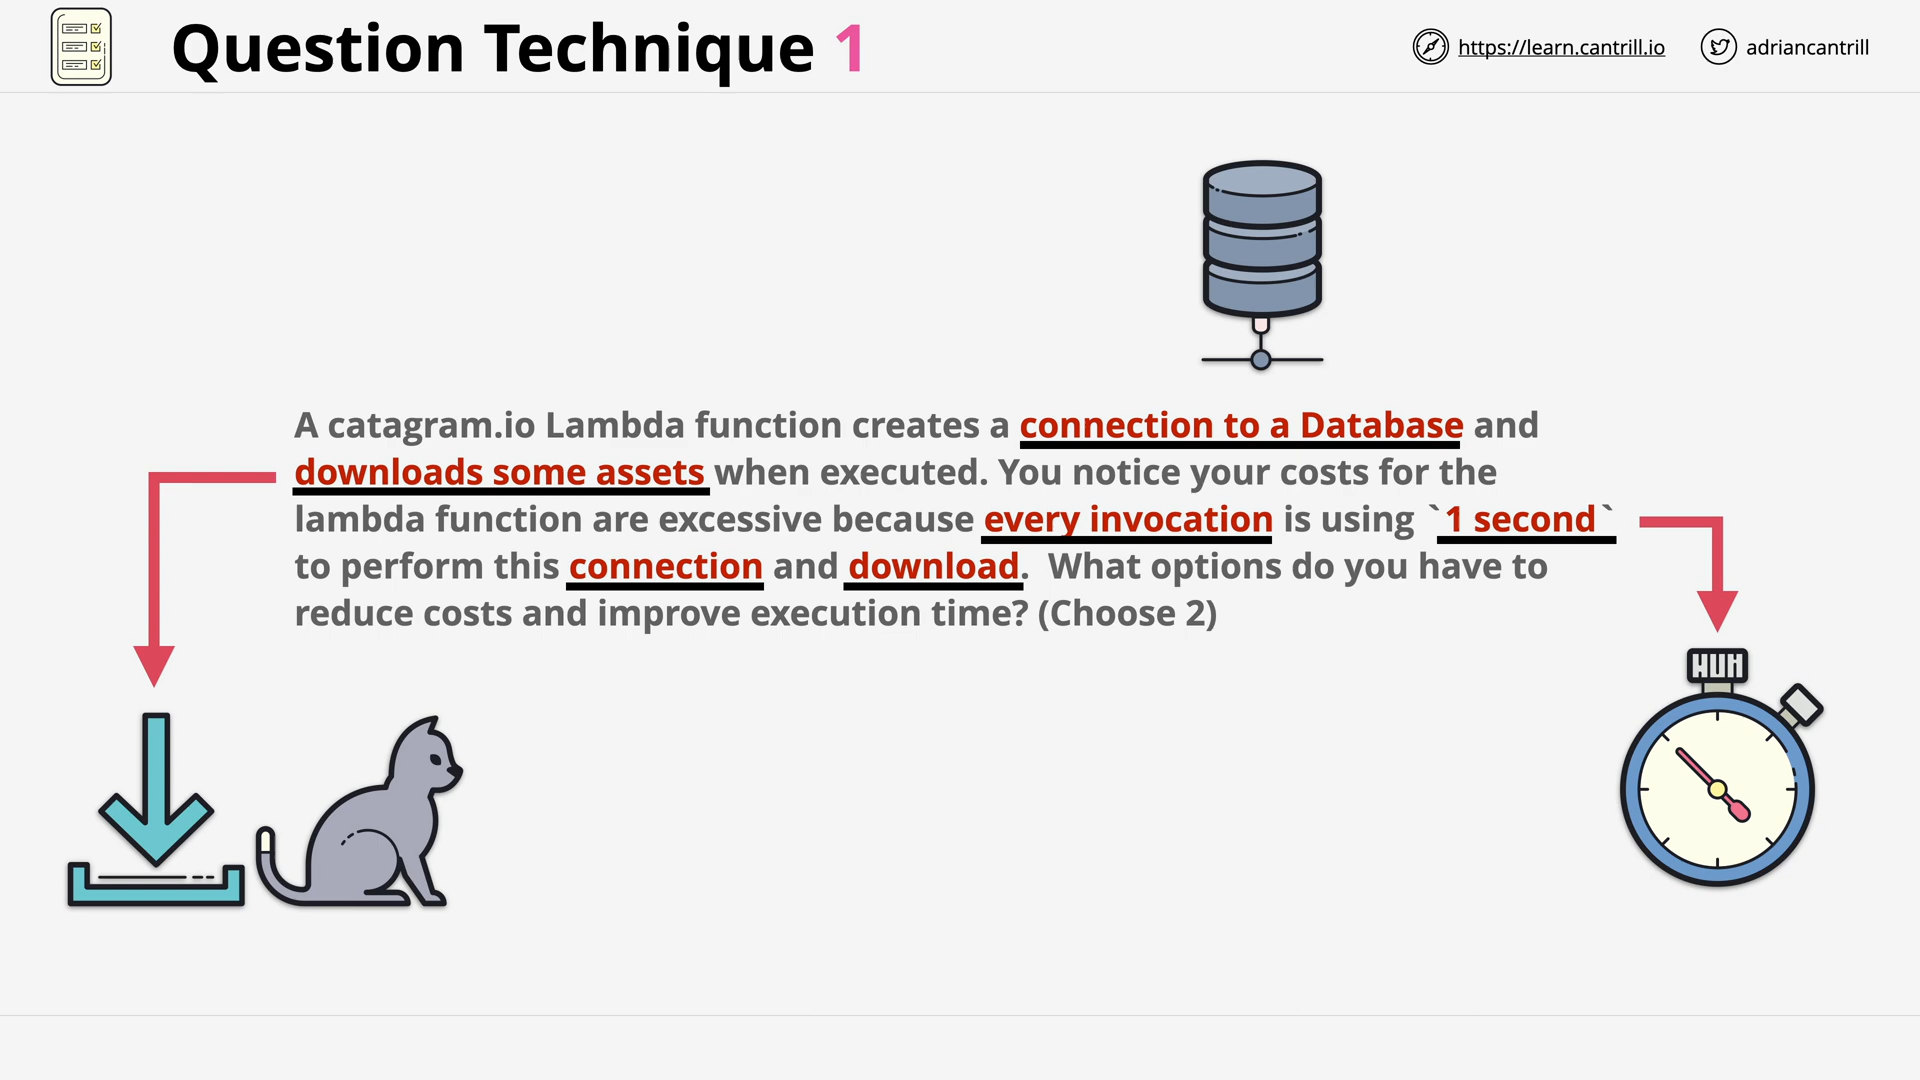 Question Technique 1
https://learn.cantrill.io
adriancantrill
A catagram.io Lambda function creates a connection to a Database and
downloads some assets when executed. You notice your costs for the
lambda function are excessive because every invocation is using `1 second`
to perform this connection and download.  What options do you have to
reduce costs and improve execution time? (Choose 2)